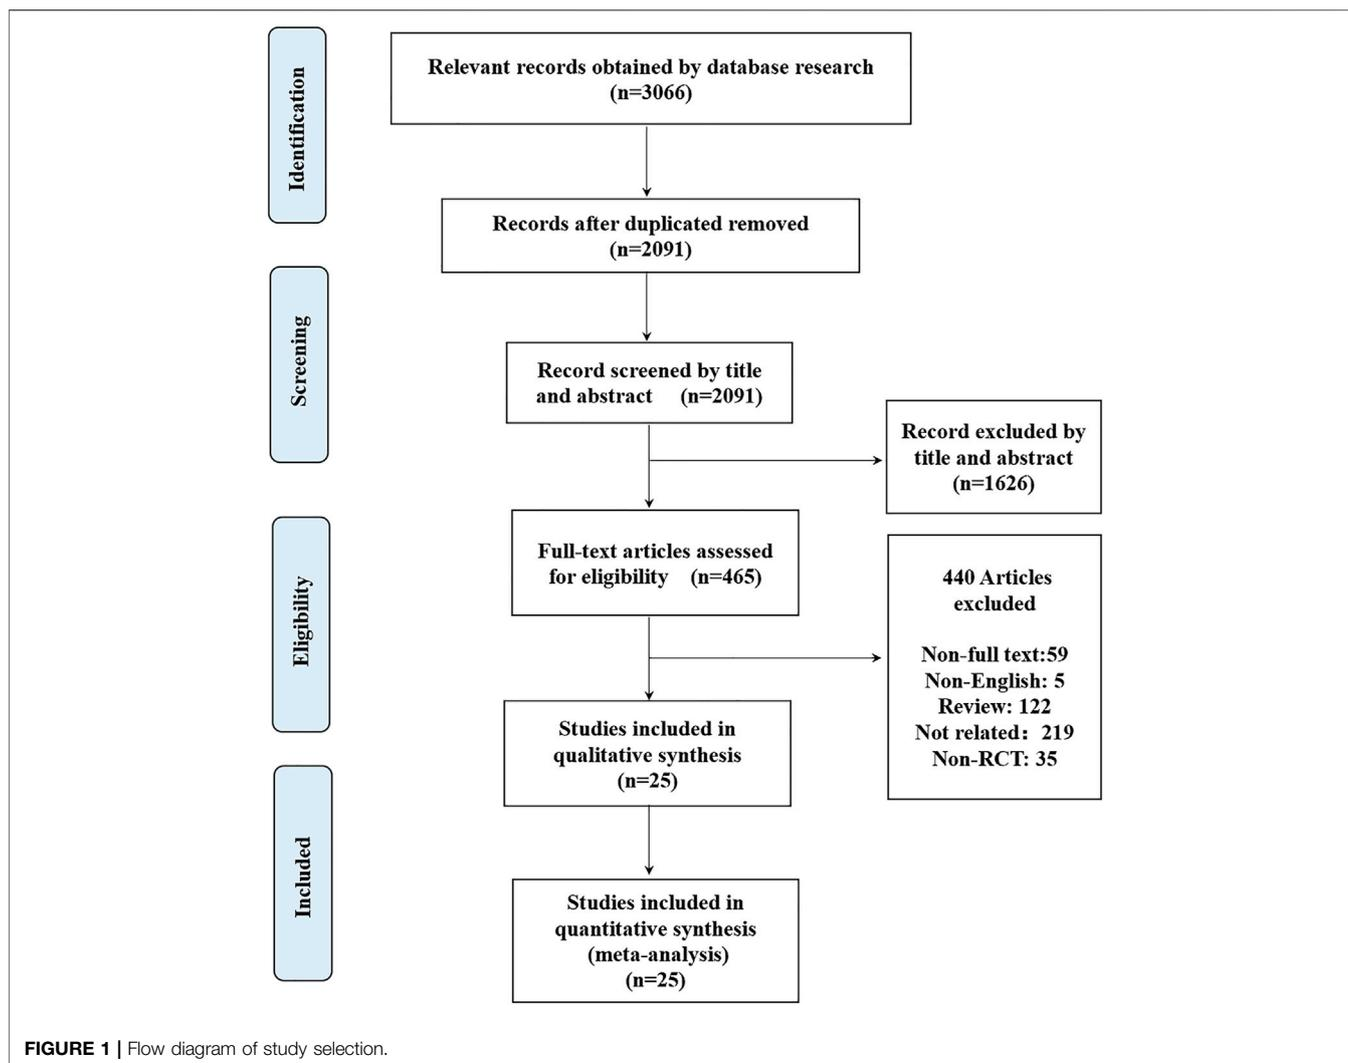 Identification
Relevant records obtained by database research
(n=3066)
Records after duplicated removed
(n=2091)
Screening
Record screened by title
and abstract (n=2091)
Record excluded by
title and abstract
(n=1626)
Eligibility
Full-text articles assessed
for eligibility (n=465)
440 Articles
excluded
Non-full text:59
Non-English: 5
Review: 122
Not related：219
Non-RCT: 35
Studies included in
qualitative synthesis
(n=25)
Included
Studies included in
quantitative synthesis
(meta-analysis)
(n=25)
FIGURE 1 | Flow diagram of study selection.